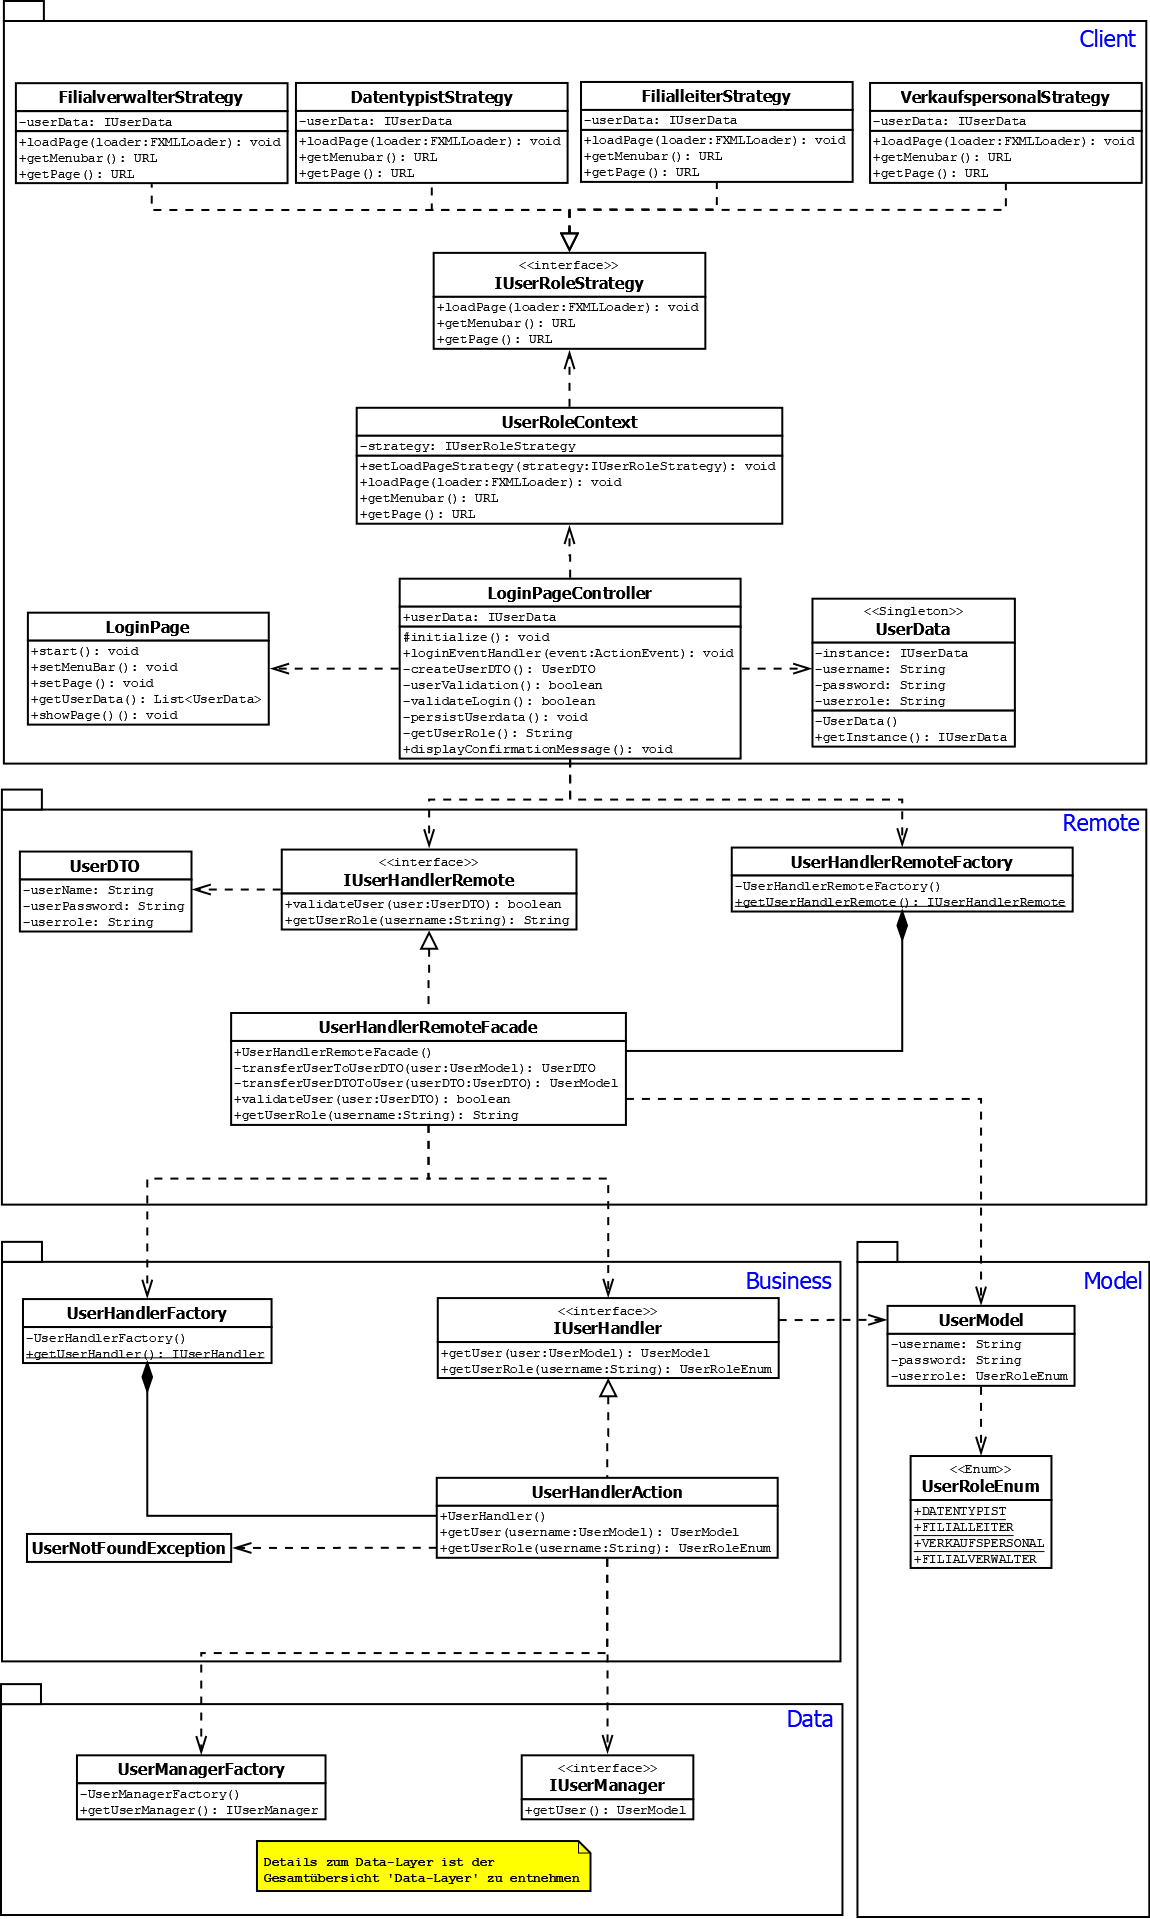 Client
FilialverwalterStrategy
-userData: IUserData
+loadPage(loader:FXMLLoader): void
+getMenubar(): URL
+getPage(): URL
DatentypistStrategy
-userData: IUserData
+loadPage(loader:FXMLLoader): void
+getMenubar(): URL
+getPage(): URL
FilialleiterStrategy
-userData: IUserData
+loadPage(loader:FXMLLoader): void
+getMenubar(): URL
+getPage(): URL
VerkaufspersonalStrategy
-userData: IUserData
+loadPage(loader:FXMLLoader): void
+getMenubar(): URL
+getPage(): URL
<<interface>>
IUserRoleStrategy
+loadPage(loader:FXMLLoader): void
+getMenubar(): URL
+getPage(): URL
UserRoleContext
-strategy: IUserRoleStrategy
+setLoadPageStrategy(strategy:IUserRoleStrategy): void
+loadPage(loader:FXMLLoader): void
+getMenubar(): URL
+getPage(): URL
LoginPage
+start(): void
+setMenuBar(): void
+setPage(): void
+getUserData(): List<UserData>
+showPage()(): void
LoginPageController
+userData: IUserData
#initialize(): void
+loginEventHandler(event:ActionEvent): void
-createUserDTO(): UserDTO
-userValidation(): boolean
-validateLogin(): boolean
-persistUserdata(): void
-getUserRole(): String
+displayConfirmationMessage(): void
<<Singleton>>
UserData
-instance: IUserData
-username: String
-password: String
-userrole: String
-UserData()
+getInstance(): IUserData
Remote
UserDTO
-userName: String
-userPassword: String
-userrole: String
<<interface>>
IUserHandlerRemote
+validateUser(user:UserDTO): boolean
+getUserRole(username:String): String
UserHandlerRemoteFactory
-UserHandlerRemoteFactory()
+getUserHandlerRemote(): IUserHandlerRemote
UserHandlerRemoteFacade
+UserHandlerRemoteFacade()
-transferUserToUserDTO(user:UserModel): UserDTO
-transferUserDTOToUser(userDTO:UserDTO): UserModel
+validateUser(user:UserDTO): boolean
+getUserRole(username:String): String
Business
UserHandlerFactory
-UserHandlerFactory()
+getUserHandler(): IUserHandler
<<interface>>
IUserHandler
+getUser(user:UserModel): UserModel
+getUserRole(username:String): UserRoleEnum
UserHandlerAction
+UserHandler()
+getUser(username:UserModel): UserModel
+getUserRole(username:String): UserRoleEnum
UserNotFoundException
Model
UserModel
-username: String
-password: String
-userrole: UserRoleEnum
<<Enum>>
UserRoleEnum
+DATENTYPIST
+FILIALLEITER
+VERKAUFSPERSONAL
+FILIALVERWALTER
Data
UserManagerFactory
-UserManagerFactory()
+getUserManager(): IUserManager
<<interface>>
IUserManager
+getUser(): UserModel
Details zum Data-Layer ist der
Gesamtübersicht 'Data-Layer' zu entnehmen